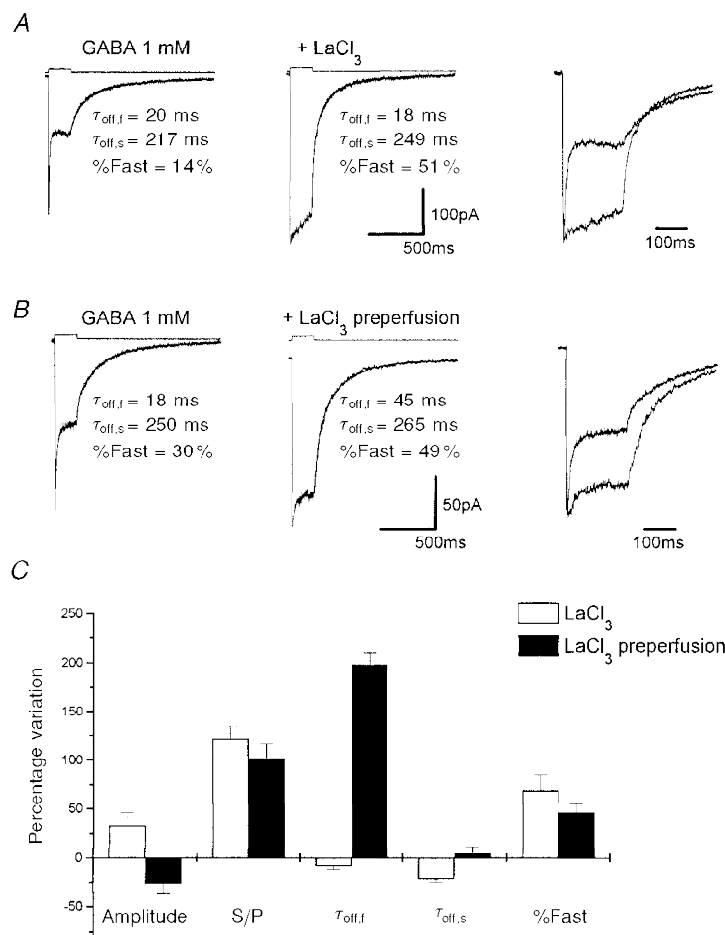 A
GABA 1 mM
τoff,f = 20 ms
τoff,s = 217 ms
%Fast = 14%
+ LaCl3
τoff,f = 18 ms
τoff,s = 249 ms
%Fast = 51%
100pA
500ms
100ms
B
GABA 1 mM
τoff,f = 18 ms
τoff,s = 250 ms
%Fast = 30%
+ LaCl3 preperfusion
τoff,f = 45 ms
τoff,s = 265 ms
%Fast = 49%
50pA
500ms
100ms
C
Percentage variation
250
200
150
100
50
0
-50
LaCl3
LaCl3 preperfusion
Amplitude
S/P
τoff,f
τoff,s
%Fast